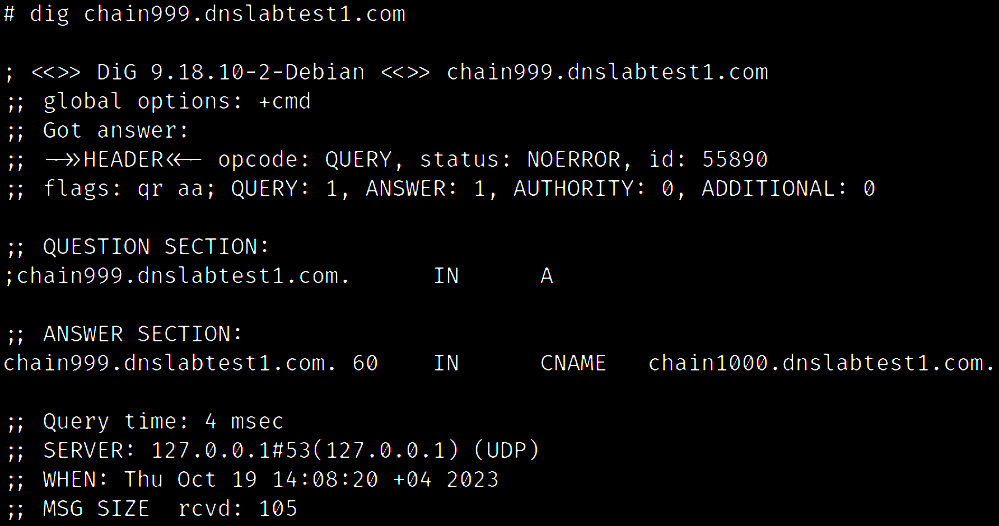 # dig chain999.dnslabtest1.com
; <<>> DiG 9.18.10-2-Debian <<>> chain999.dnslabtest1.com
;; global options: +cmd
;; Got answer:
;; ->>HEADER<<- opcode: QUERY, status: NOERROR, id: 55890
;; flags: qr aa; QUERY: 1, ANSWER: 1, AUTHORITY: 0, ADDITIONAL: 0
;; QUESTION SECTION:
;chain999.dnslabtest1.com. IN A
;; ANSWER SECTION:
chain999.dnslabtest1.com. 60 IN CNAME chain1000.dnslabtest1.com.
;; Query time: 4 msec
;; SERVER: 127.0.0.1#53(127.0.0.1) (UDP)
;; WHEN: Thu Oct 19 14:08:20 +04 2023
;; MSG SIZE rcvd: 105